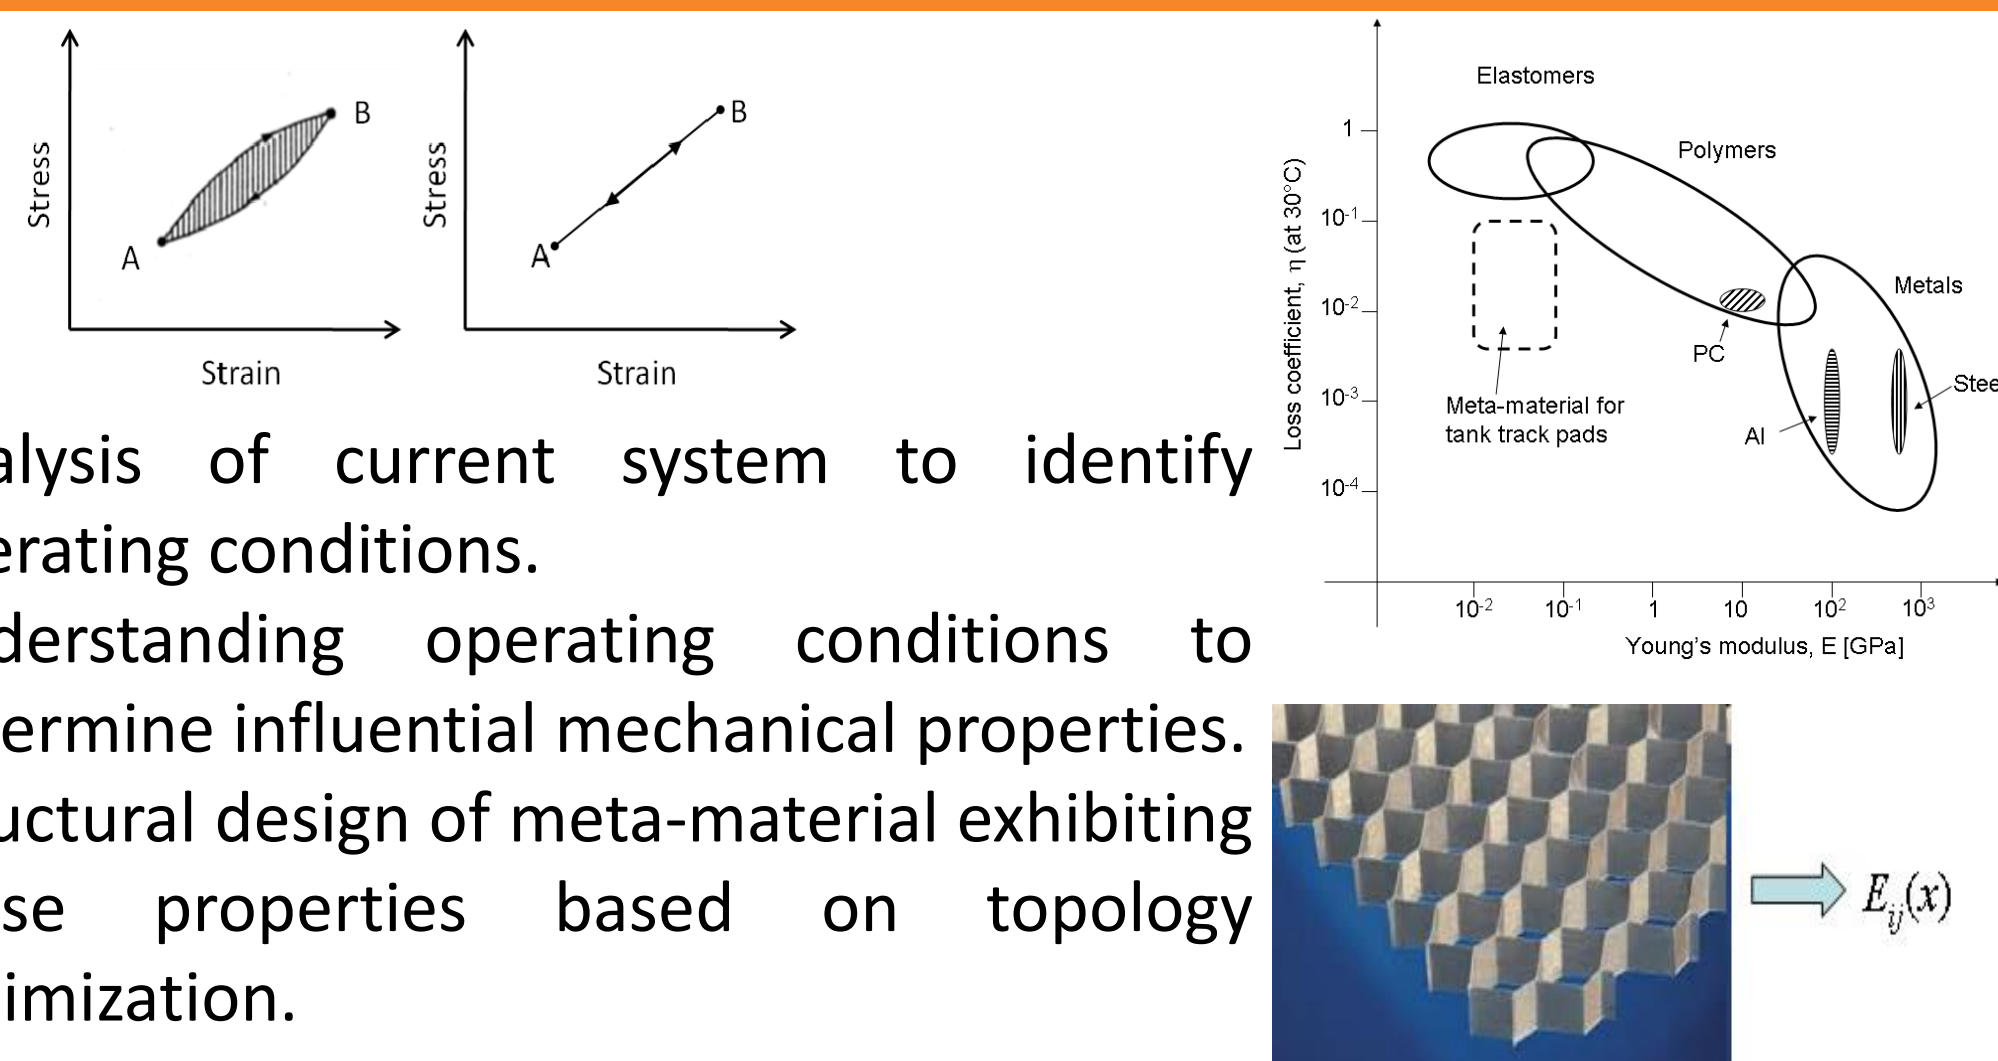 Stress
A
B
Strain
Stress
A
B
Strain
alysis of current system to identify
erating conditions.
derstanding operating conditions to
ermine influential mechanical properties.
uctural design of meta-material exhibiting
se properties based on topology
imization.
Loss coefficient, η (at 30°C)
Elastomers
1
Polymers
10-1
Metals
10-2
PC
10-3
Stee
Meta-material for
tank track pads
Al
10-4
10-2 10-1 1 10 10² 10³
Young's modulus, E [GPa]
Eij(x)